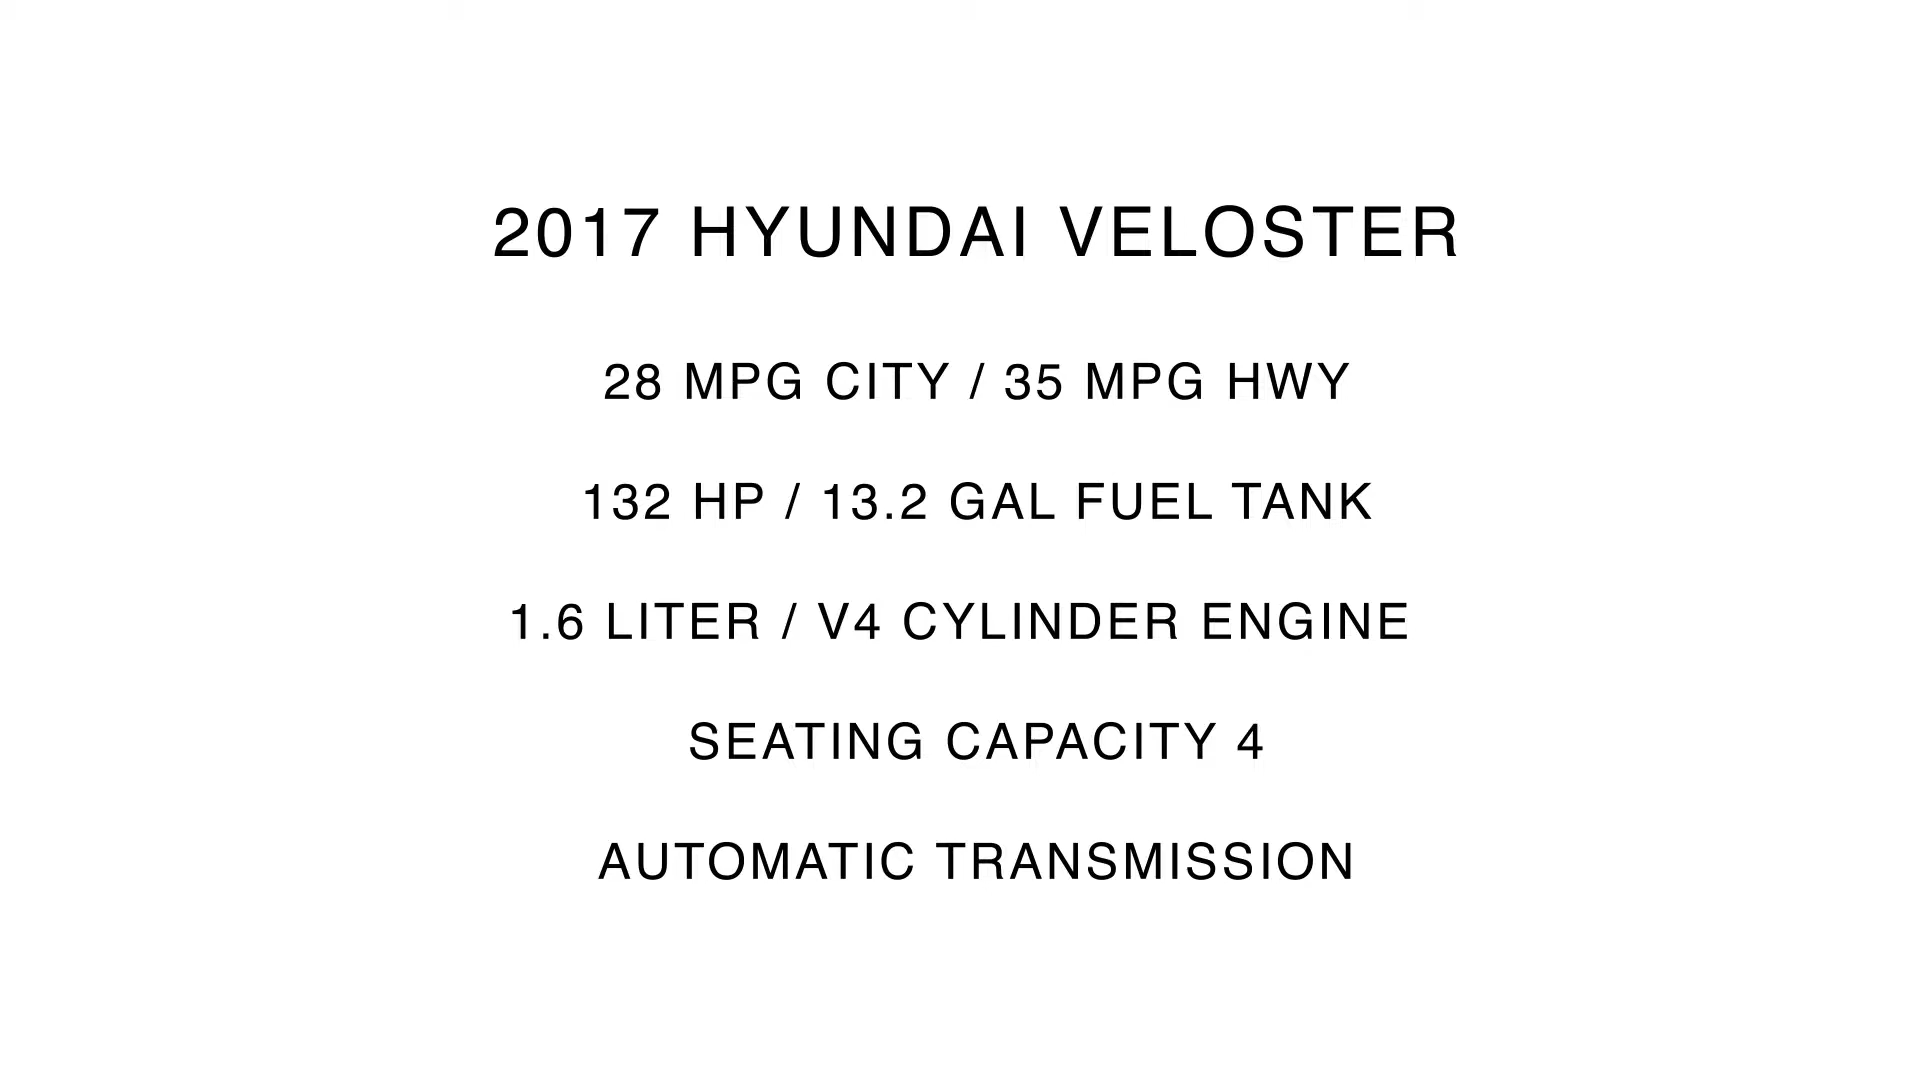 2017 HYUNDAI VELOSTER
28 MPG CITY / 35 MPG HWY
132 HP / 13.2 GAL FUEL TANK
1.6 LITER / V4 CYLINDER ENGINE
SEATING CAPACITY 4
AUTOMATIC TRANSMISSION